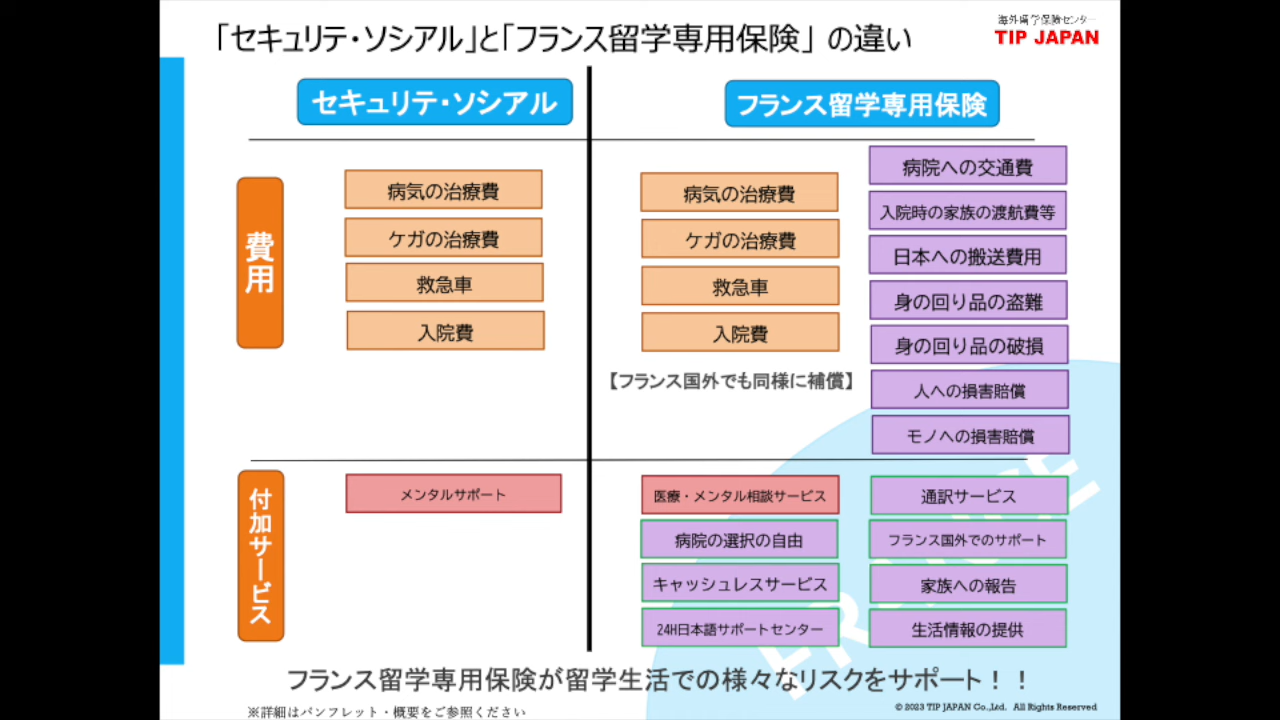 「セキュリテ・ソシアル」と「フランス留学専用保険」の違い
海外留学保険センター
TIP JAPAN
セキュリテ・ソシアル
フランス留学専用保険
費用
病気の治療費
ケガの治療費
救急車
入院費
病気の治療費
ケガの治療費
救急車
入院費
【フランス国外でも同様に補償】
病院への交通費
入院時の家族の渡航費等
日本への搬送費用
身の回り品の盗難
身の回り品の破損
人への損害賠償
モノへの損害賠償
付加サービス
メンタルサポート
医療・メンタル相談サービス
病院の選択の自由
キャッシュレスサービス
24H日本語サポートセンター
通訳サービス
フランス国外でのサポート
家族への報告
生活情報の提供
フランス留学専用保険が留学生活での様々なリスクをサポート！！
※詳細はパンフレット・概要をご参照ください
© 2023 TIP JAPAN Co.,Ltd. All Rights Reserved